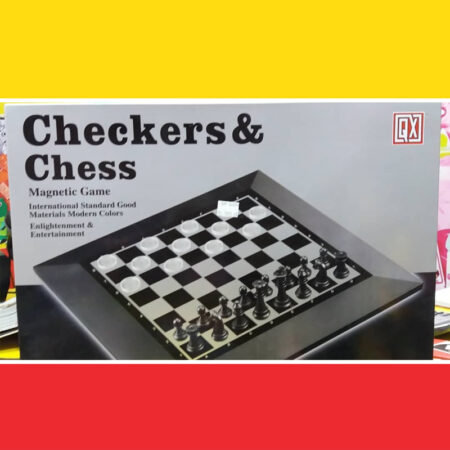 Checkers &
Chess
Magnetic Game
International Standard Good
Materials Modern Colors
Enlightenment &
Entertainment
QX